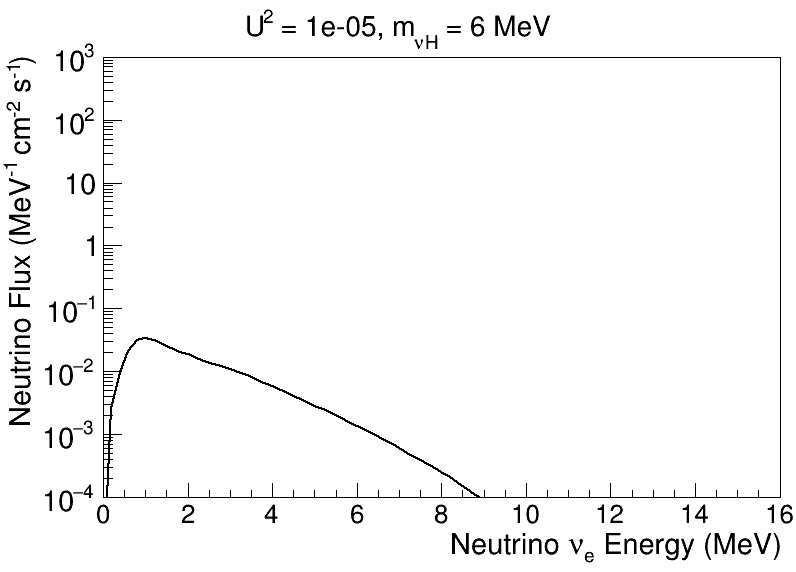 U² = 1e-05, m_νH = 6 MeV
Neutrino Flux (MeV⁻¹ cm⁻² s⁻¹)
10³
10²
10
1
10⁻¹
10⁻²
10⁻³
10⁻⁴
0 2 4 6 8 10 12 14 16
Neutrino ν_e Energy (MeV)